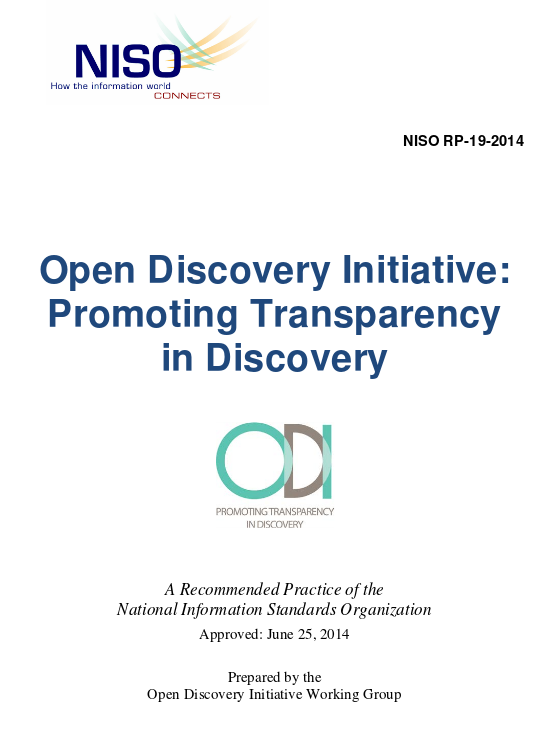 NISO
How the information world
CONNECTS
NISO RP-19-2014
Open Discovery Initiative:
Promoting Transparency
in Discovery
ODI
PROMOTING TRANSPARENCY
IN DISCOVERY
A Recommended Practice of the
National Information Standards Organization
Approved: June 25, 2014
Prepared by the
Open Discovery Initiative Working Group